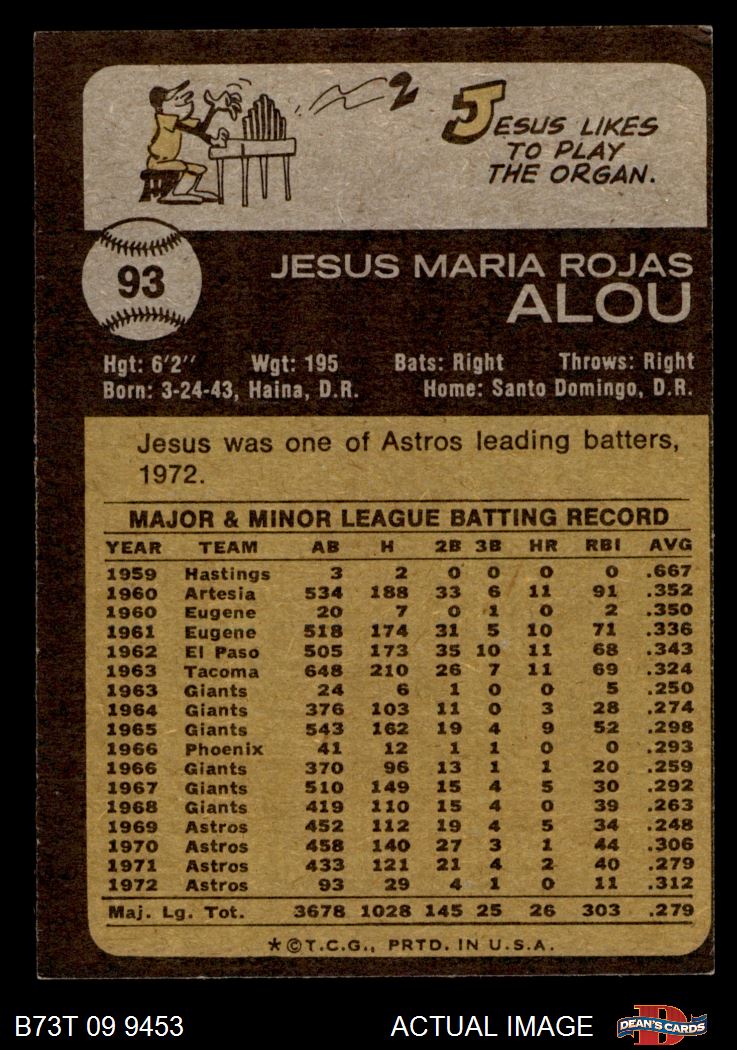 2
JESUS LIKES
TO PLAY
THE ORGAN.
93
JESUS MARIA ROJAS
ALOU
Hgt: 6'2" Wgt: 195 Bats: Right Throws: Right
Born: 3-24-43, Haina, D.R. Home: Santo Domingo, D.R.
Jesus was one of Astros leading batters,
1972.
MAJOR & MINOR LEAGUE BATTING RECORD
YEAR TEAM AB H 2B 3B HR RBI AVG
1959 Hastings 3 2 0 0 0 0 .667
1960 Artesia 534 188 33 6 11 91 .352
1960 Eugene 20 7 0 1 0 2 .350
1961 Eugene 518 174 31 5 10 71 .336
1962 El Paso 505 173 35 10 11 68 .343
1963 Tacoma 648 210 26 7 11 69 .324
1963 Giants 24 6 1 0 0 5 .250
1964 Giants 376 103 11 0 3 28 .274
1965 Giants 543 162 19 4 9 52 .298
1966 Phoenix 41 12 1 1 0 0 .293
1966 Giants 370 96 13 1 1 20 .259
1967 Giants 510 149 15 4 5 30 .292
1968 Giants 419 110 15 4 0 39 .263
1969 Astros 452 112 19 4 5 34 .248
1970 Astros 458 140 27 3 1 44 .306
1971 Astros 433 121 21 4 2 40 .279
1972 Astros 93 29 4 1 0 11 .312
Maj. Lg. Tot. 3678 1028 145 25 26 303 .279
*©T.C.G., PRTD. IN U.S.A.
B73T 09 9453 ACTUAL IMAGE D DEAN'S CARDS